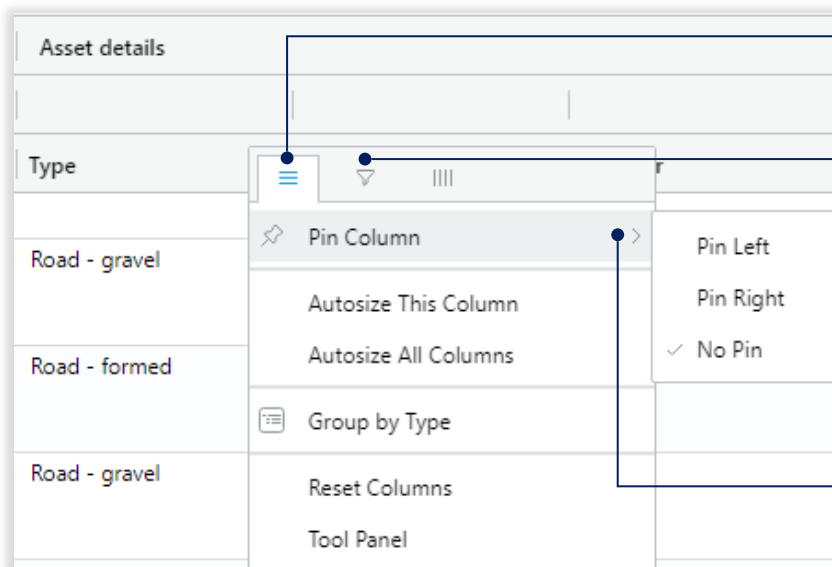 Asset details
Type
r
Pin Column
Pin Left
Road - gravel
Autosize This Column
Pin Right
Autosize All Columns
No Pin
Road - formed
Group by Type
Road - gravel
Reset Columns
Tool Panel